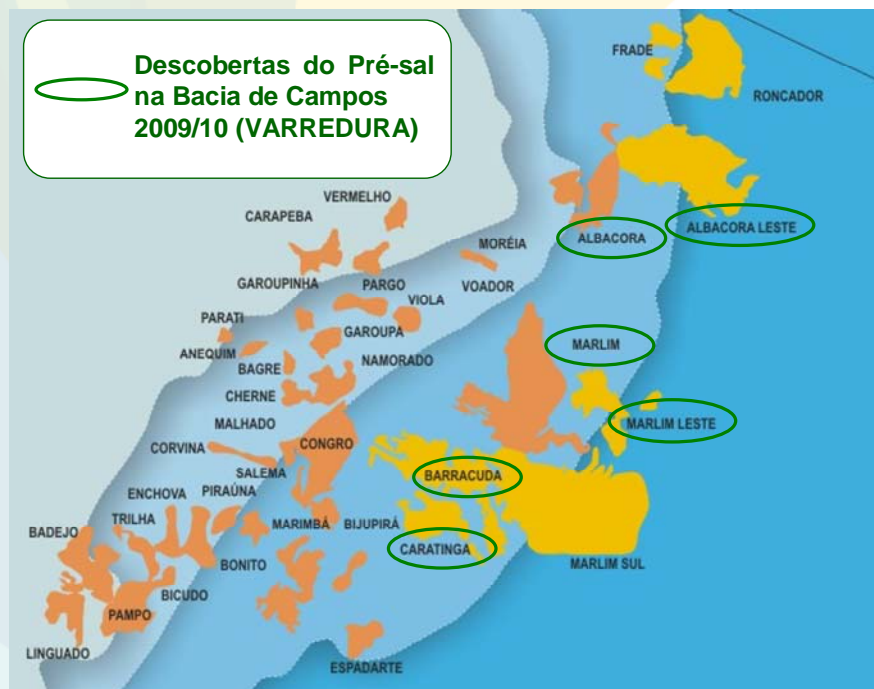 Descobertas do Pré-sal
na Bacia de Campos
2009/10 (VARREDURA)
FRADE
RONCADOR
VERMELHO
CARAPEBA
MORÉIA
ALBACORA
ALBACORA LESTE
GAROUPINHA
PARGO
VOADOR
VIOLA
PARATI
GAROUPA
MARLIM
ANEQUIM
BAGRE
NAMORADO
CHERNE
MALHADO
MARLIM LESTE
CORVINA
CONGRO
SALEMA
BARRACUDA
ENCHOVA
PIRAÚNA
TRILHA
MARIMBÁ
BIJUPIRÁ
BADEJO
CARATINGA
BONITO
MARLIM SUL
BICUDO
PAMPO
LINGUADO
ESPADARTE